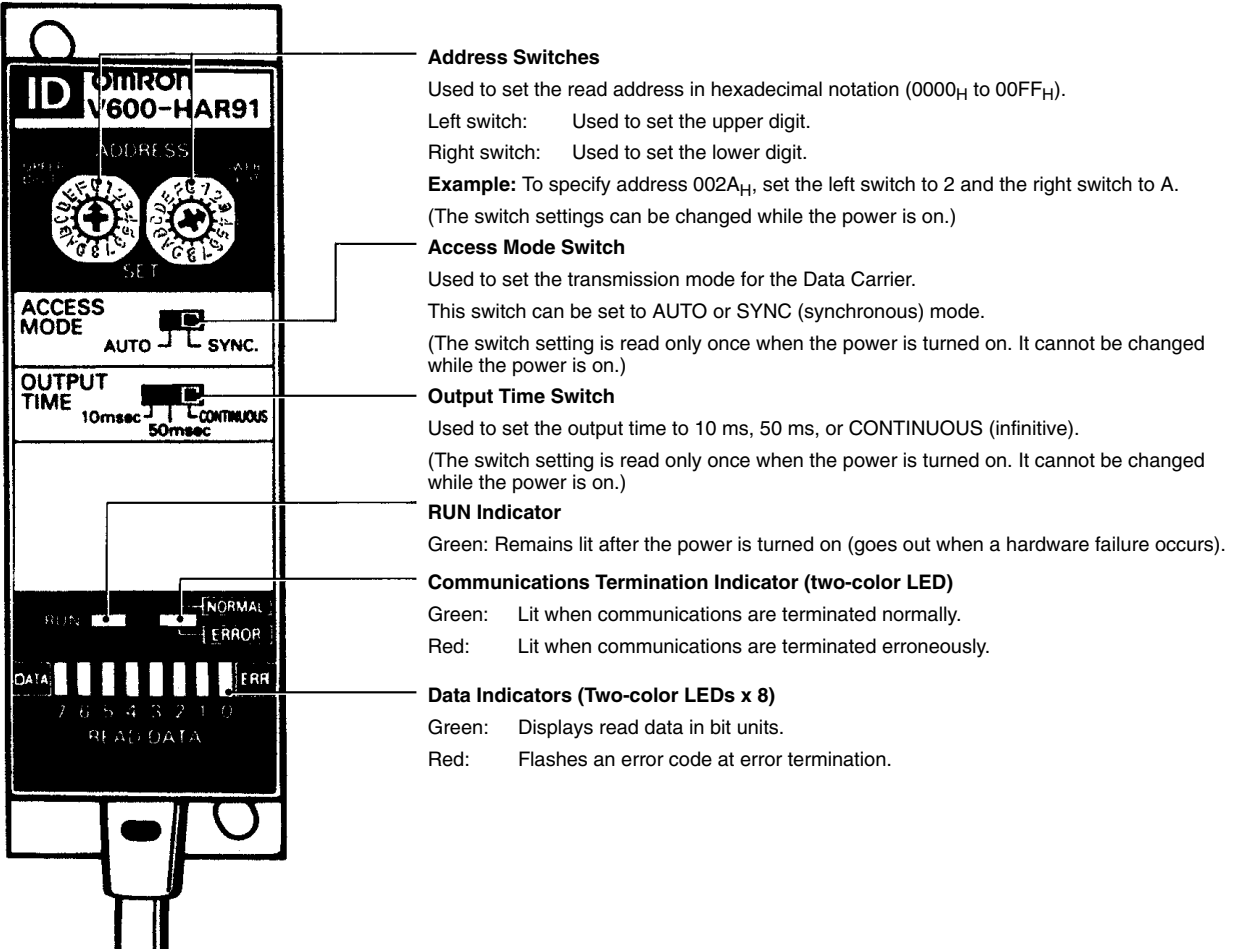 ID
OMRON
V600-HAR91
ADDRESS
SET
ACCESS
MODE
AUTO
SYNC.
OUTPUT
TIME
10msec
50msec
CONTINUOUS
RUN
NORMAL
ERROR
DATA
ERR
7 6 5 4 3 2 1 0
READ DATA
Address Switches
Used to set the read address in hexadecimal notation (0000H to 00FFH).
Left switch: Used to set the upper digit.
Right switch: Used to set the lower digit.
Example: To specify address 002AH, set the left switch to 2 and the right switch to A.
(The switch settings can be changed while the power is on.)
Access Mode Switch
Used to set the transmission mode for the Data Carrier.
This switch can be set to AUTO or SYNC (synchronous) mode.
(The switch setting is read only once when the power is turned on. It cannot be changed
while the power is on.)
Output Time Switch
Used to set the output time to 10 ms, 50 ms, or CONTINUOUS (infinitive).
(The switch setting is read only once when the power is turned on. It cannot be changed
while the power is on.)
RUN Indicator
Green: Remains lit after the power is turned on (goes out when a hardware failure occurs).
Communications Termination Indicator (two-color LED)
Green: Lit when communications are terminated normally.
Red: Lit when communications are terminated erroneously.
Data Indicators (Two-color LEDs x 8)
Green: Displays read data in bit units.
Red: Flashes an error code at error termination.